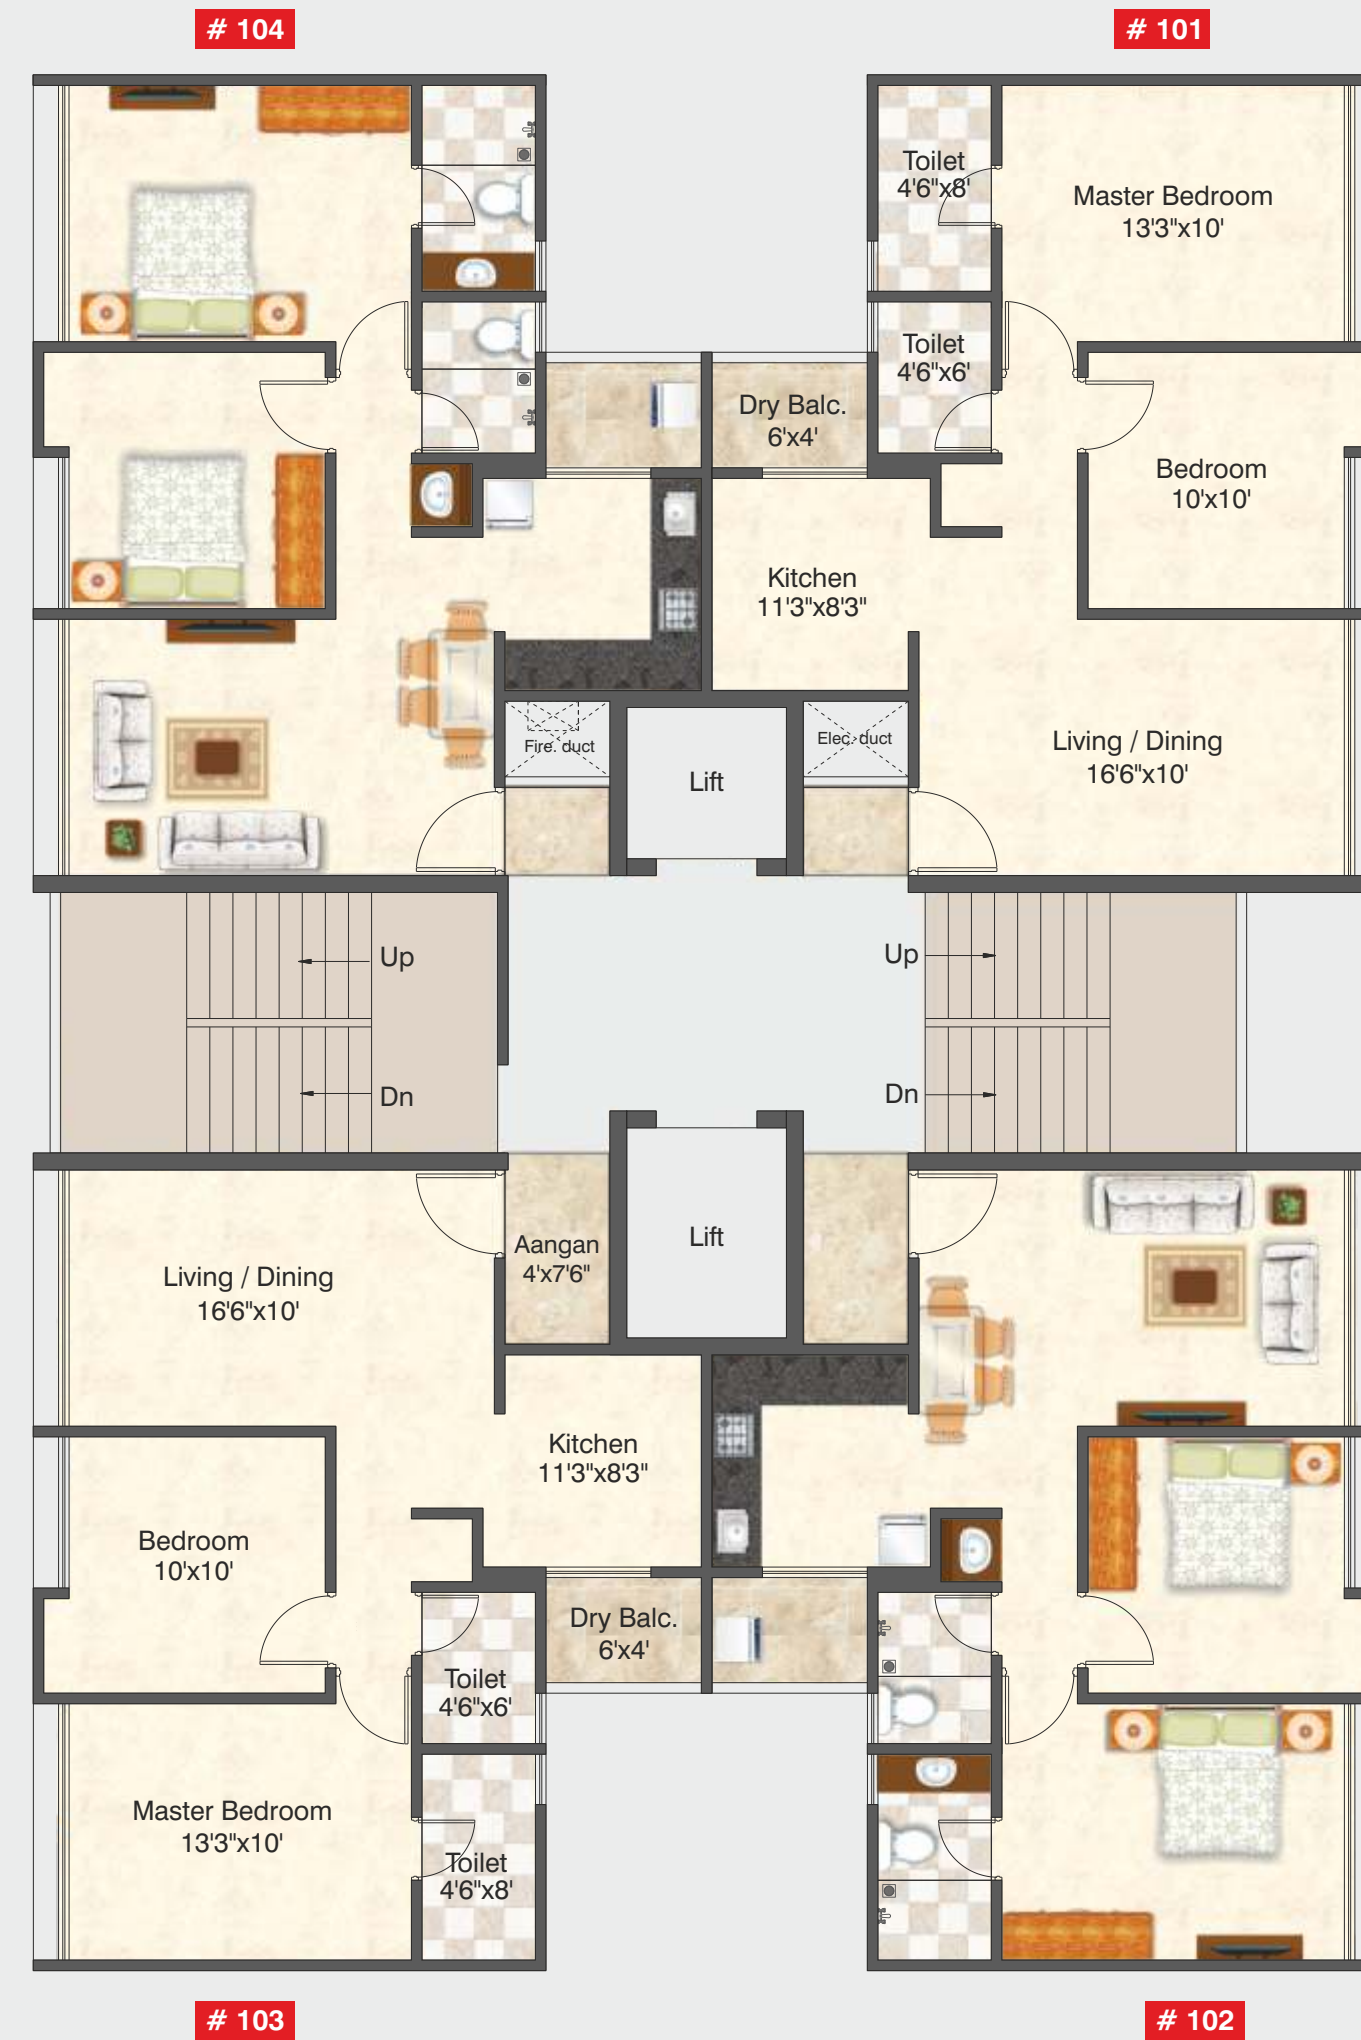 # 104
# 101
Toilet
4'6"x8'
Master Bedroom
13'3"x10'
Toilet
4'6"x6'
Dry Balc.
6'x4'
Bedroom
10'x10'
Kitchen
11'3"x8'3"
Fire. duct
Lift
Elec. duct
Living / Dining
16'6"x10'
Up
Up
Dn
Dn
Living / Dining
16'6"x10'
Aangan
4'x7'6"
Lift
Kitchen
11'3"x8'3"
Bedroom
10'x10'
Dry Balc.
6'x4'
Toilet
4'6"x6'
Master Bedroom
13'3"x10'
Toilet
4'6"x8'
# 103
# 102